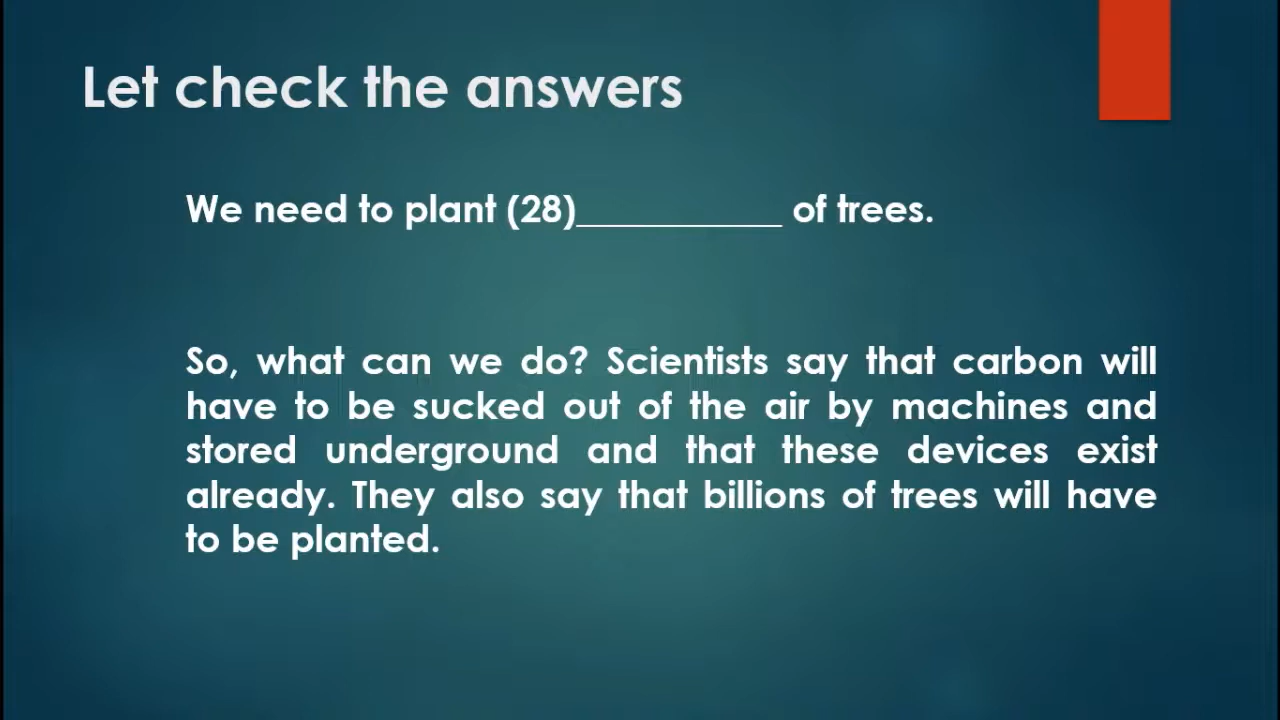 Let check the answers
We need to plant (28)___________ of trees.
So, what can we do? Scientists say that carbon will
have to be sucked out of the air by machines and
stored underground and that these devices exist
already. They also say that billions of trees will have
to be planted.